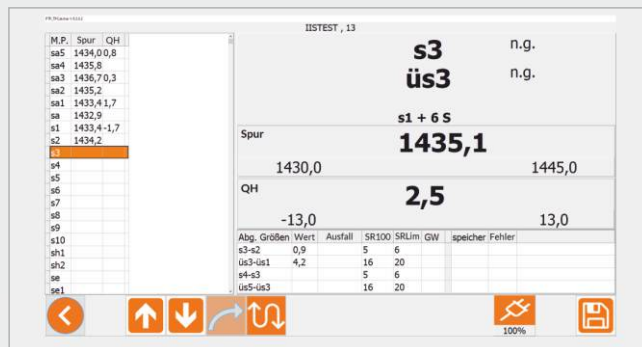 IISTEST , 13
M.P. Spur QH
sa5 1434,0 0,8
sa4 1435,8
sa3 1436,7 0,3
sa2 1435,2
sa1 1433,4 1,7
sa 1432,9
s1 1433,4 -1,7
s2 1434,2
s3
s4
s5
s6
s7
s8
s9
s10
sh1
sh2
se
se1
s3 n.g.
üs3 n.g.
s1 + 6 S
Spur 1435,1
1430,0 1445,0
QH 2,5
-13,0 13,0
Abg. Größen Wert Ausfall SR100 SRLim GW speicher Fehler
s3-s2 0,9 5 6
üs3-üs1 4,2 16 20
s4-s3 5 6
üs5-üs3 16 20
100%